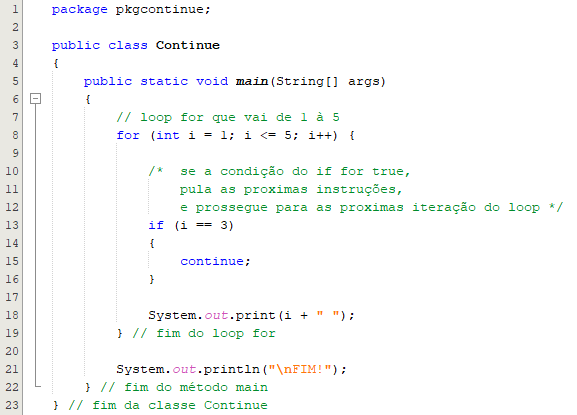 1 package pkgcontinue;
2
3 public class Continue
4 {
5 public static void main(String[] args)
6 {
7 // loop for que vai de 1 à 5
8 for (int i = 1; i <= 5; i++) {
9
10 /* se a condição do if for true,
11 pula as proximas instruções,
12 e prossegue para as proximas iteração do loop */
13 if (i == 3)
14 {
15 continue;
16 }
17
18 System.out.print(i + " ");
19 } // fim do loop for
20
21 System.out.println("\nFIM!");
22 } // fim do método main
23 } // fim da classe Continue